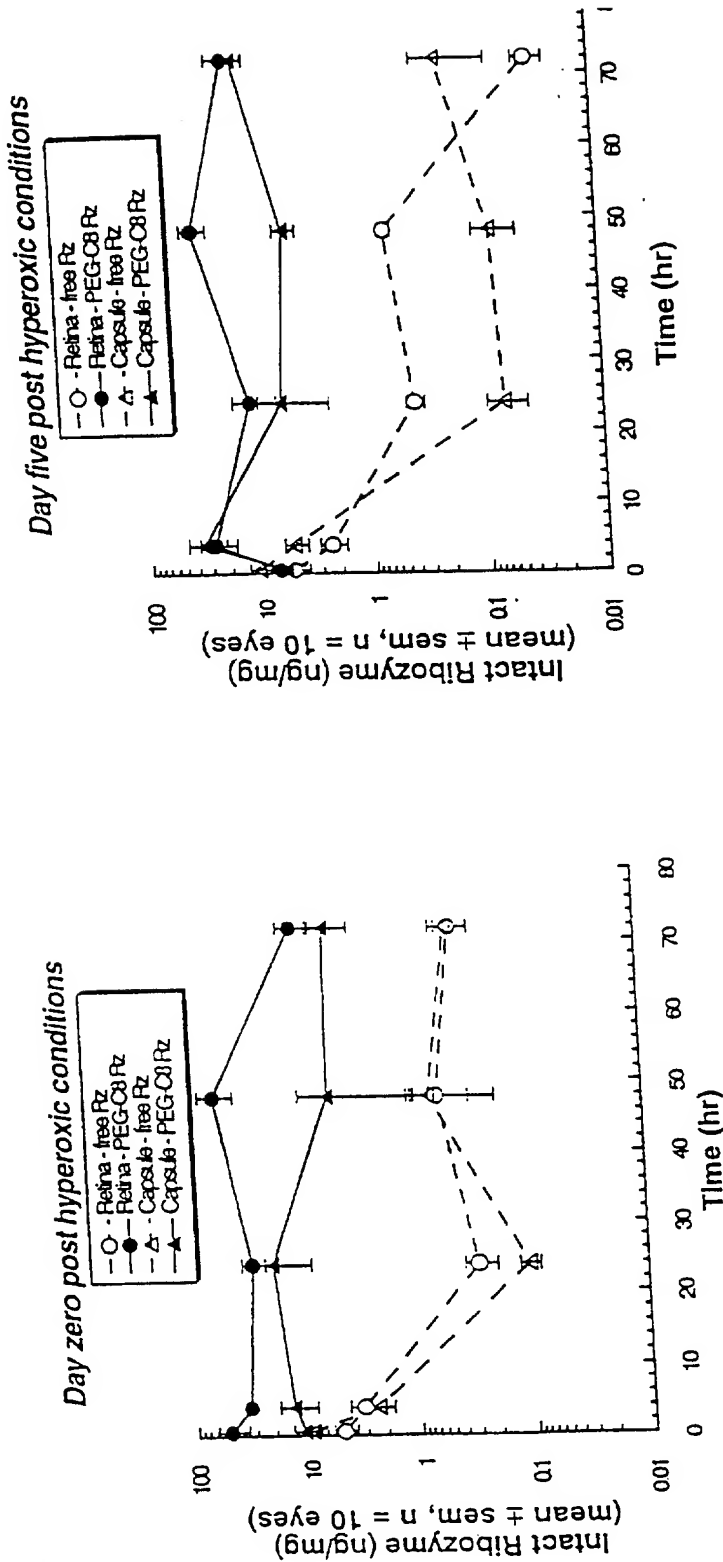 Day zero post hyperoxic conditions
Retina - free Rz
Retina - PEG-C8 Rz
Capsule - free Rz
Capsule - PEG-C8 Rz
Intact Ribozyme (ng/mg)
(mean ± sem, n = 10 eyes)
100
10
1
0.1
0.01
0
10
20
30
40
50
60
70
80
Time (hr)
Day five post hyperoxic conditions
Retina - free Rz
Retina - PEG-C8 Rz
Capsule - free Rz
Capsule - PEG-C8 Rz
Intact Ribozyme (ng/mg)
(mean ± sem, n = 10 eyes)
100
10
1
0.1
0.01
0
10
20
30
40
50
60
70
Time (hr)